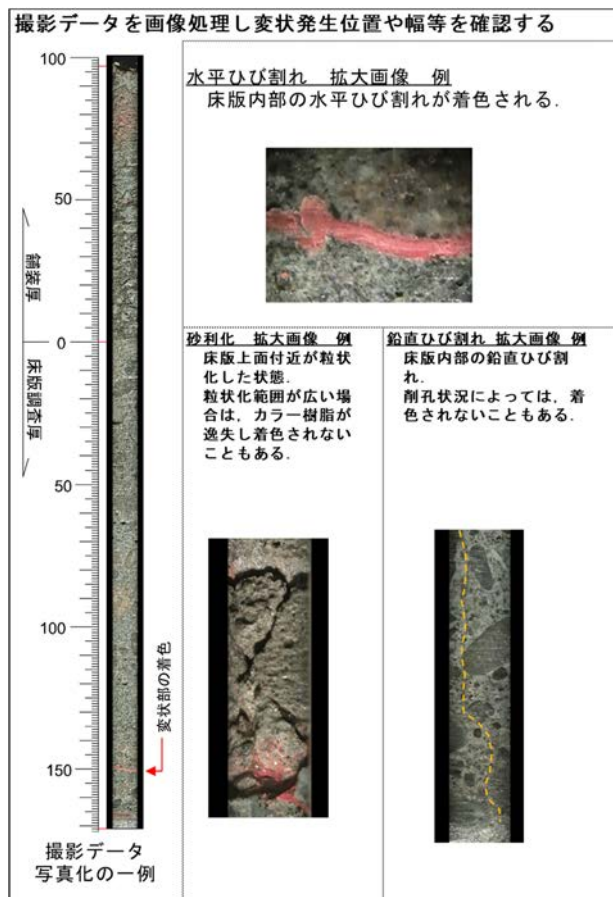 撮影データを画像処理し変状発生位置や幅等を確認する
100
50
0
50
100
150
舗装厚
床版調査厚
変状部の着色
撮影データ
写真化の一例
水平ひび割れ 拡大画像 例
床版内部の水平ひび割れが着色される.
砂利化 拡大画像 例
床版上面付近が粒状
化した状態.
粒状化範囲が広い場
合は，カラー樹脂が
逸失し着色されない
こともある.
鉛直ひび割れ 拡大画像 例
床版内部の鉛直ひび割
れ.
削孔状況によっては，着
色されないこともある.